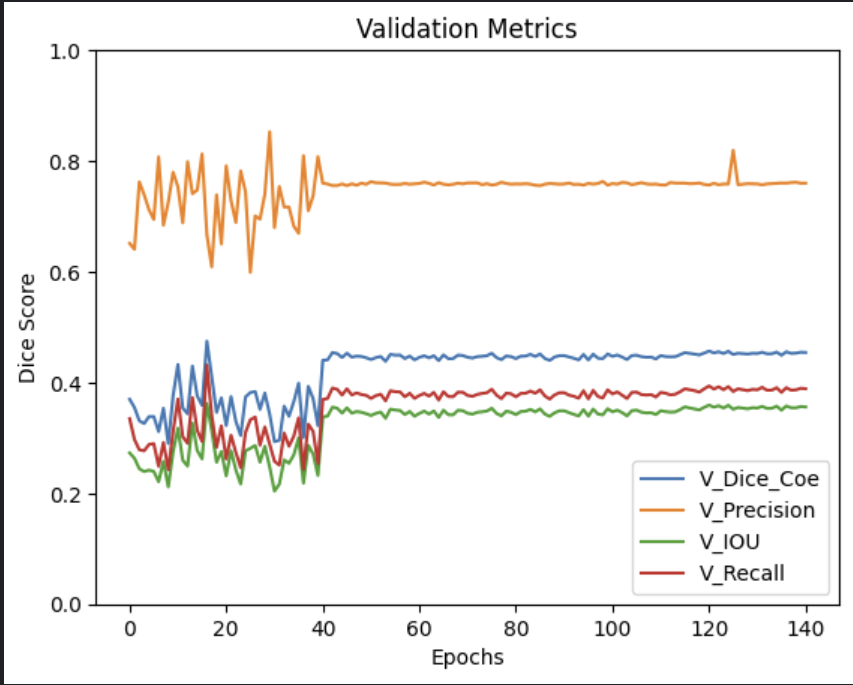 Validation Metrics
1.0
0.8
0.6
0.4
0.2
0.0
Dice Score
0 20 40 60 80 100 120 140
Epochs
V_Dice_Coe
V_Precision
V_IOU
V_Recall